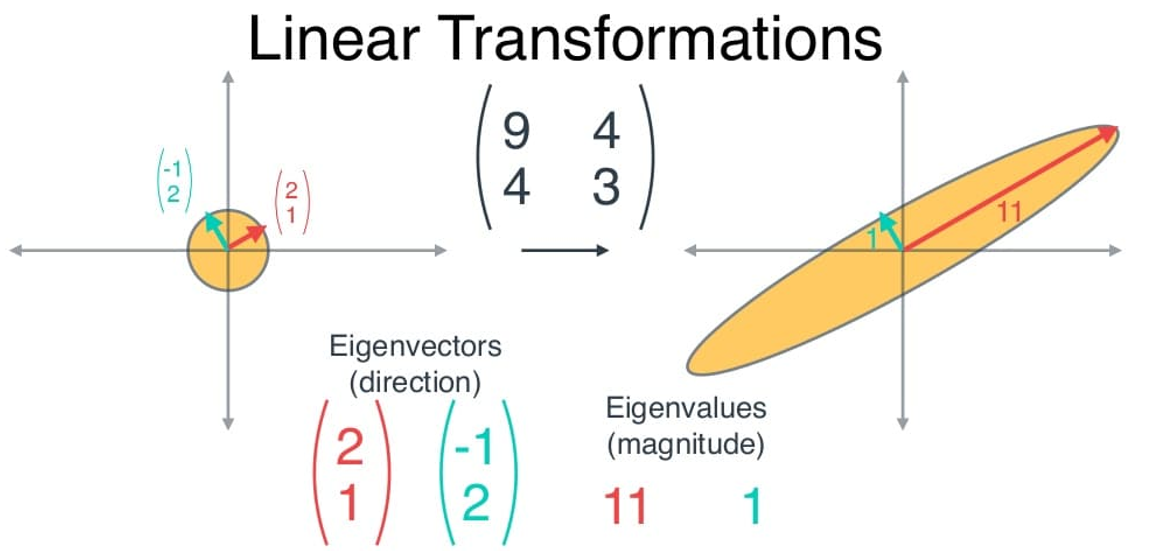 Linear Transformations
9 4
4 3
-1
2
2
1
1
11
Eigenvectors
(direction)
2 -1
1 2
Eigenvalues
(magnitude)
11 1